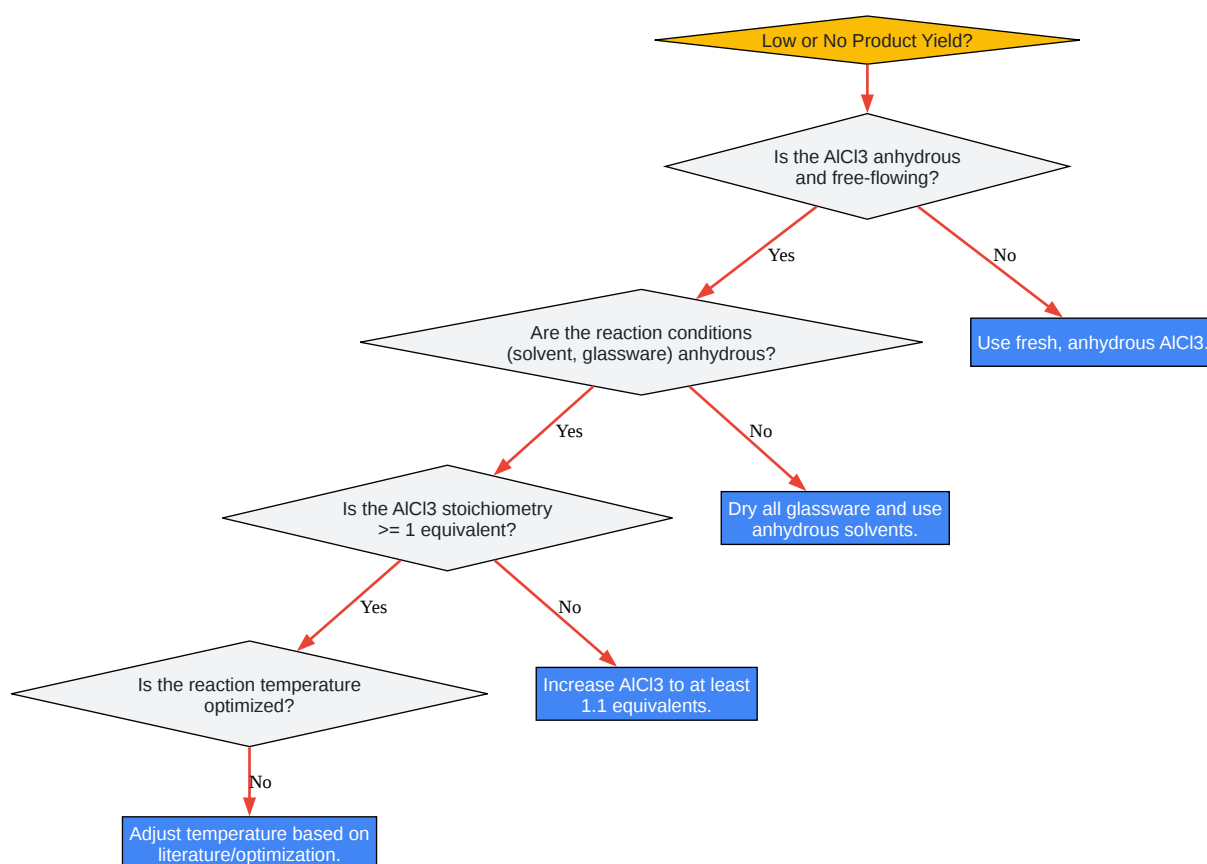 Low or No Product Yield?
Is the AlCl3 anhydrous
and free-flowing?
Yes
No
Are the reaction conditions
(solvent, glassware) anhydrous?
Use fresh, anhydrous AlCl3.
Yes
No
Is the AlCl3 stoichiometry
>= 1 equivalent?
Dry all glassware and use
anhydrous solvents.
Yes
No
Is the reaction temperature
optimized?
Increase AlCl3 to at least
1.1 equivalents.
No
Adjust temperature based on
literature/optimization.